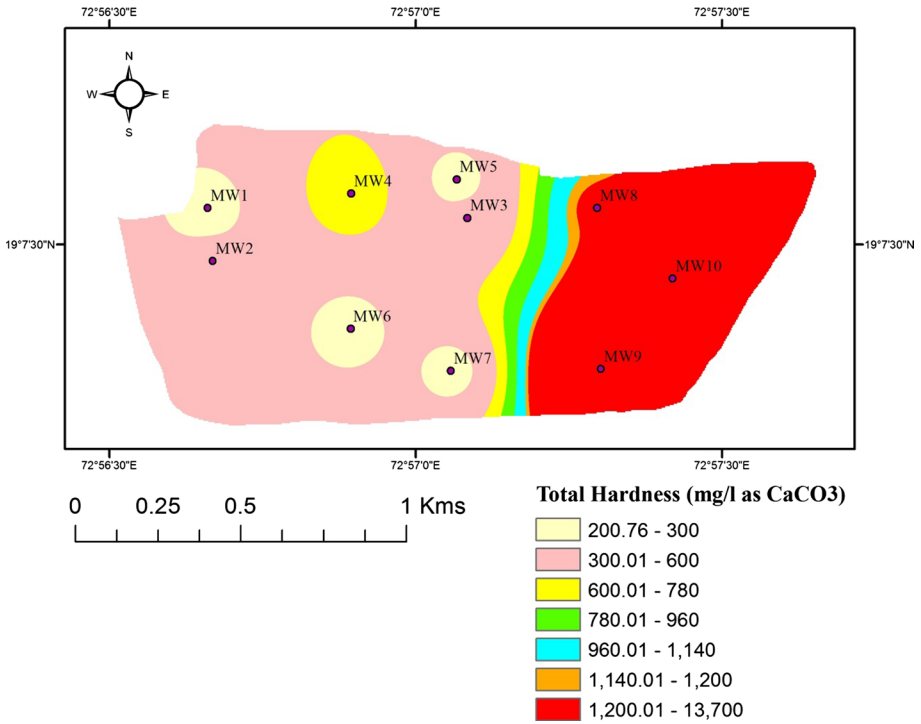 72°56'30"E 72°57'0"E 72°57'30"E
N
W E
S
MW5
MW4
MW1
MW3
MW8
MW2
19°7'30"N 19°7'30"N
MW10
MW6
MW7
MW9
72°56'30"E 72°57'0"E 72°57'30"E
0 0.25 0.5 1 Kms
Total Hardness (mg/l as CaCO3)
200.76 - 300
300.01 - 600
600.01 - 780
780.01 - 960
960.01 - 1,140
1,140.01 - 1,200
1,200.01 - 13,700